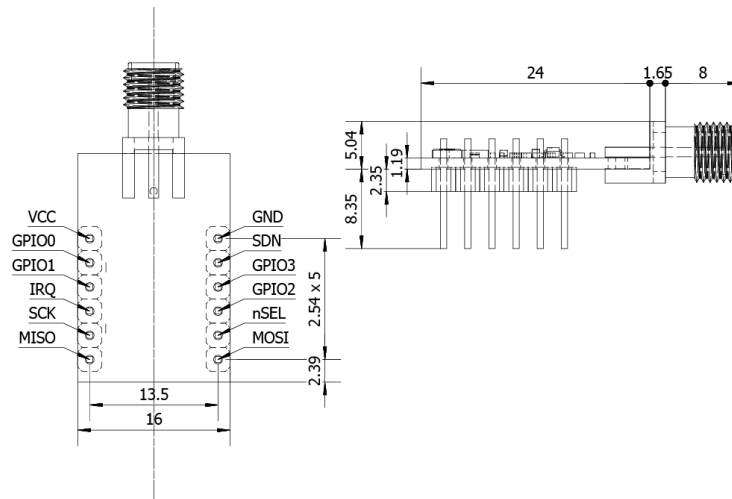 24
1.65
8
5.04
1.19
2.35
8.35
VCC
GND
GPIO0
SDN
GPIO1
GPIO3
IRQ
GPIO2
SCK
nSEL
MISO
MOSI
2.54 x 5
2.39
13.5
16